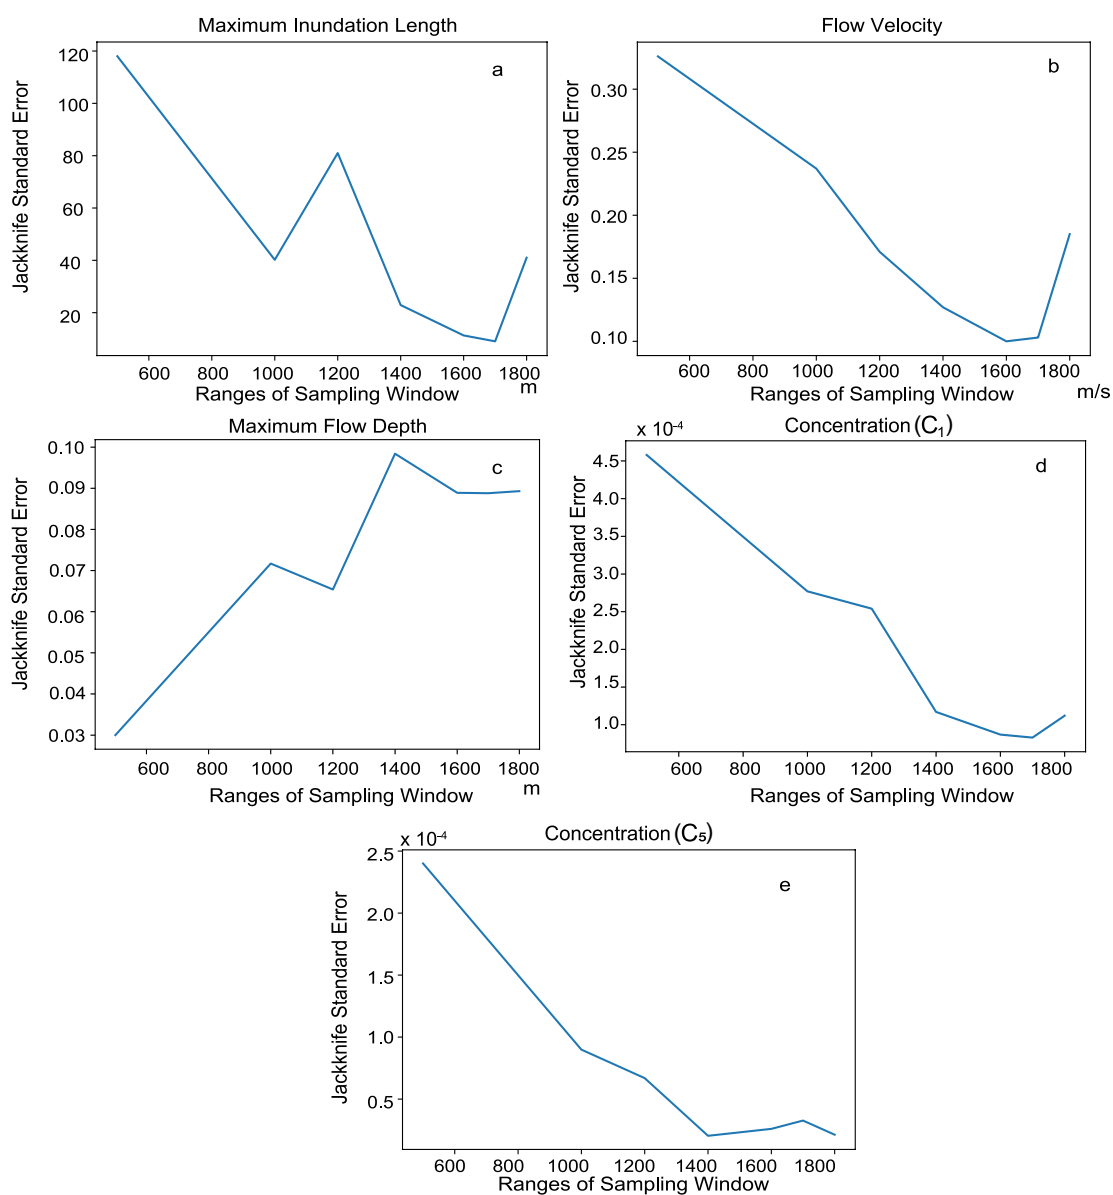 Maximum Inundation Length
a
Jackknife Standard Error
120
100
80
60
40
20
600 800 1000 1200 1400 1600 1800
Ranges of Sampling Window m
Flow Velocity
b
Jackknife Standard Error
0.30
0.25
0.20
0.15
0.10
600 800 1000 1200 1400 1600 1800
Ranges of Sampling Window m/s
Maximum Flow Depth
c
Jackknife Standard Error
0.10
0.09
0.08
0.07
0.06
0.05
0.04
0.03
600 800 1000 1200 1400 1600 1800
Ranges of Sampling Window m
x 10⁻⁴ Concentration (C₁)
d
Jackknife Standard Error
4.5
4.0
3.5
3.0
2.5
2.0
1.5
1.0
600 800 1000 1200 1400 1600 1800
Ranges of Sampling Window
x 10⁻⁴ Concentration (C₅)
e
Jackknife Standard Error
2.5
2.0
1.5
1.0
0.5
600 800 1000 1200 1400 1600 1800
Ranges of Sampling Window